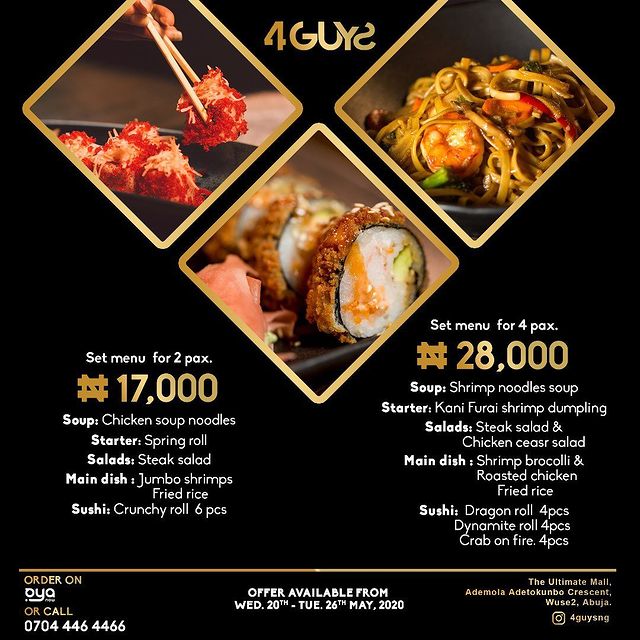 4GUYS
Set menu for 2 pax.
₦ 17,000
Soup: Chicken soup noodles
Starter: Spring roll
Salads: Steak salad
Main dish : Jumbo shrimps
Fried rice
Sushi: Crunchy roll 6 pcs
Set menu for 4 pax.
₦ 28,000
Soup: Shrimp noodles soup
Starter: Kani Furai shrimp dumpling
Salads: Steak salad &
Chicken ceasr salad
Main dish : Shrimp brocolli &
Roasted chicken
Fried rice
Sushi: Dragon roll 4pcs
Dynamite roll 4pcs
Crab on fire. 4pcs
ORDER ON
oya now
OR CALL
0704 446 4466
OFFER AVAILABLE FROM
WED. 20TH - TUE. 26TH MAY, 2020
The Ultimate Mall,
Ademola Adetokunbo Crescent,
Wuse2, Abuja.
4guysng